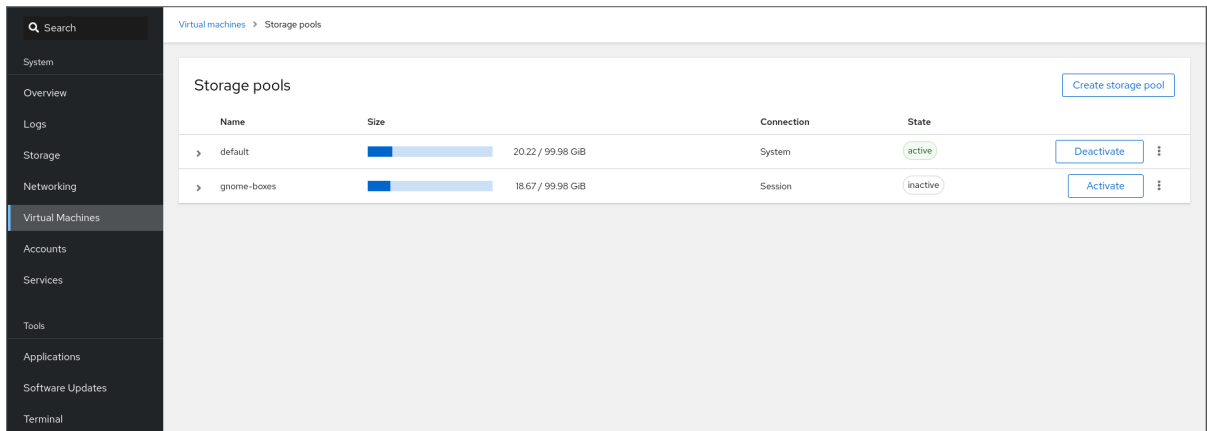 Search
System
Overview
Logs
Storage
Networking
Virtual Machines
Accounts
Services
Tools
Applications
Software Updates
Terminal
Virtual machines > Storage pools
Storage pools
Create storage pool
Name Size Connection State
default 20.22 / 99.98 GiB System active Deactivate
gnome-boxes 18.67 / 99.98 GiB Session inactive Activate